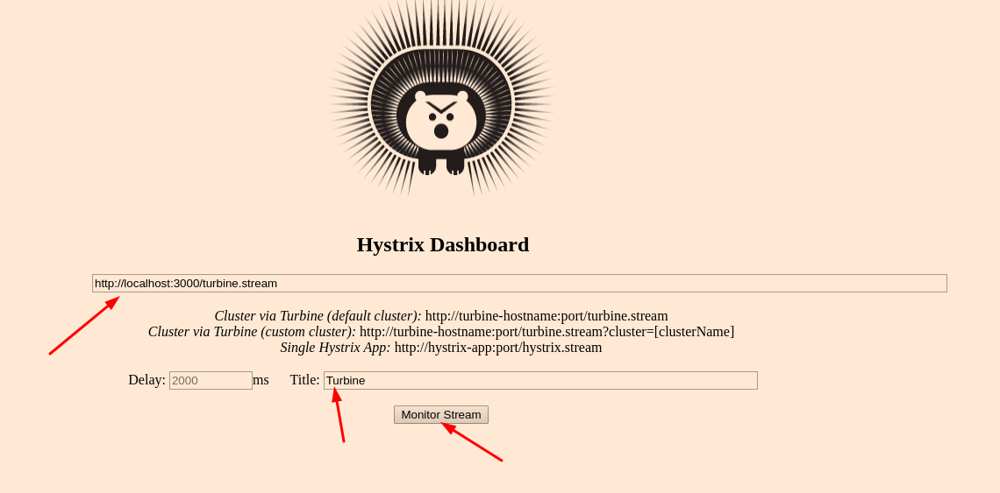 Hystrix Dashboard
http://localhost:3000/turbine.stream
Cluster via Turbine (default cluster): http://turbine-hostname:port/turbine.stream
Cluster via Turbine (custom cluster): http://turbine-hostname:port/turbine.stream?cluster=[clusterName]
Single Hystrix App: http://hystrix-app:port/hystrix.stream
Delay: 2000 ms Title: Turbine
Monitor Stream